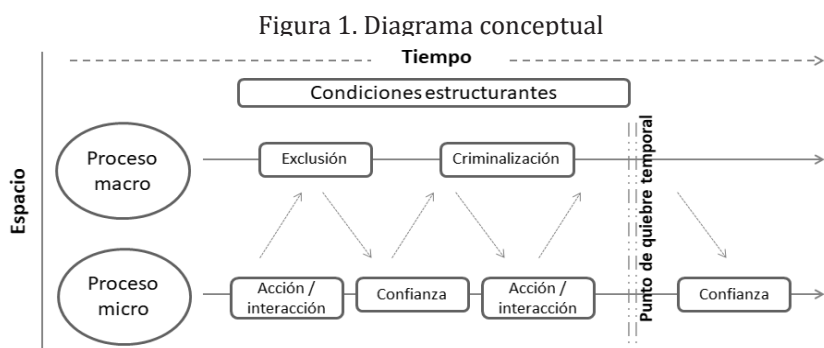 Figura 1. Diagrama conceptual
Tiempo
Condiciones estructurantes
Espacio
Proceso
macro
Exclusión
Criminalización
Punto de quiebre temporal
Proceso
micro
Acción /
interacción
Confianza
Acción /
interacción
Confianza